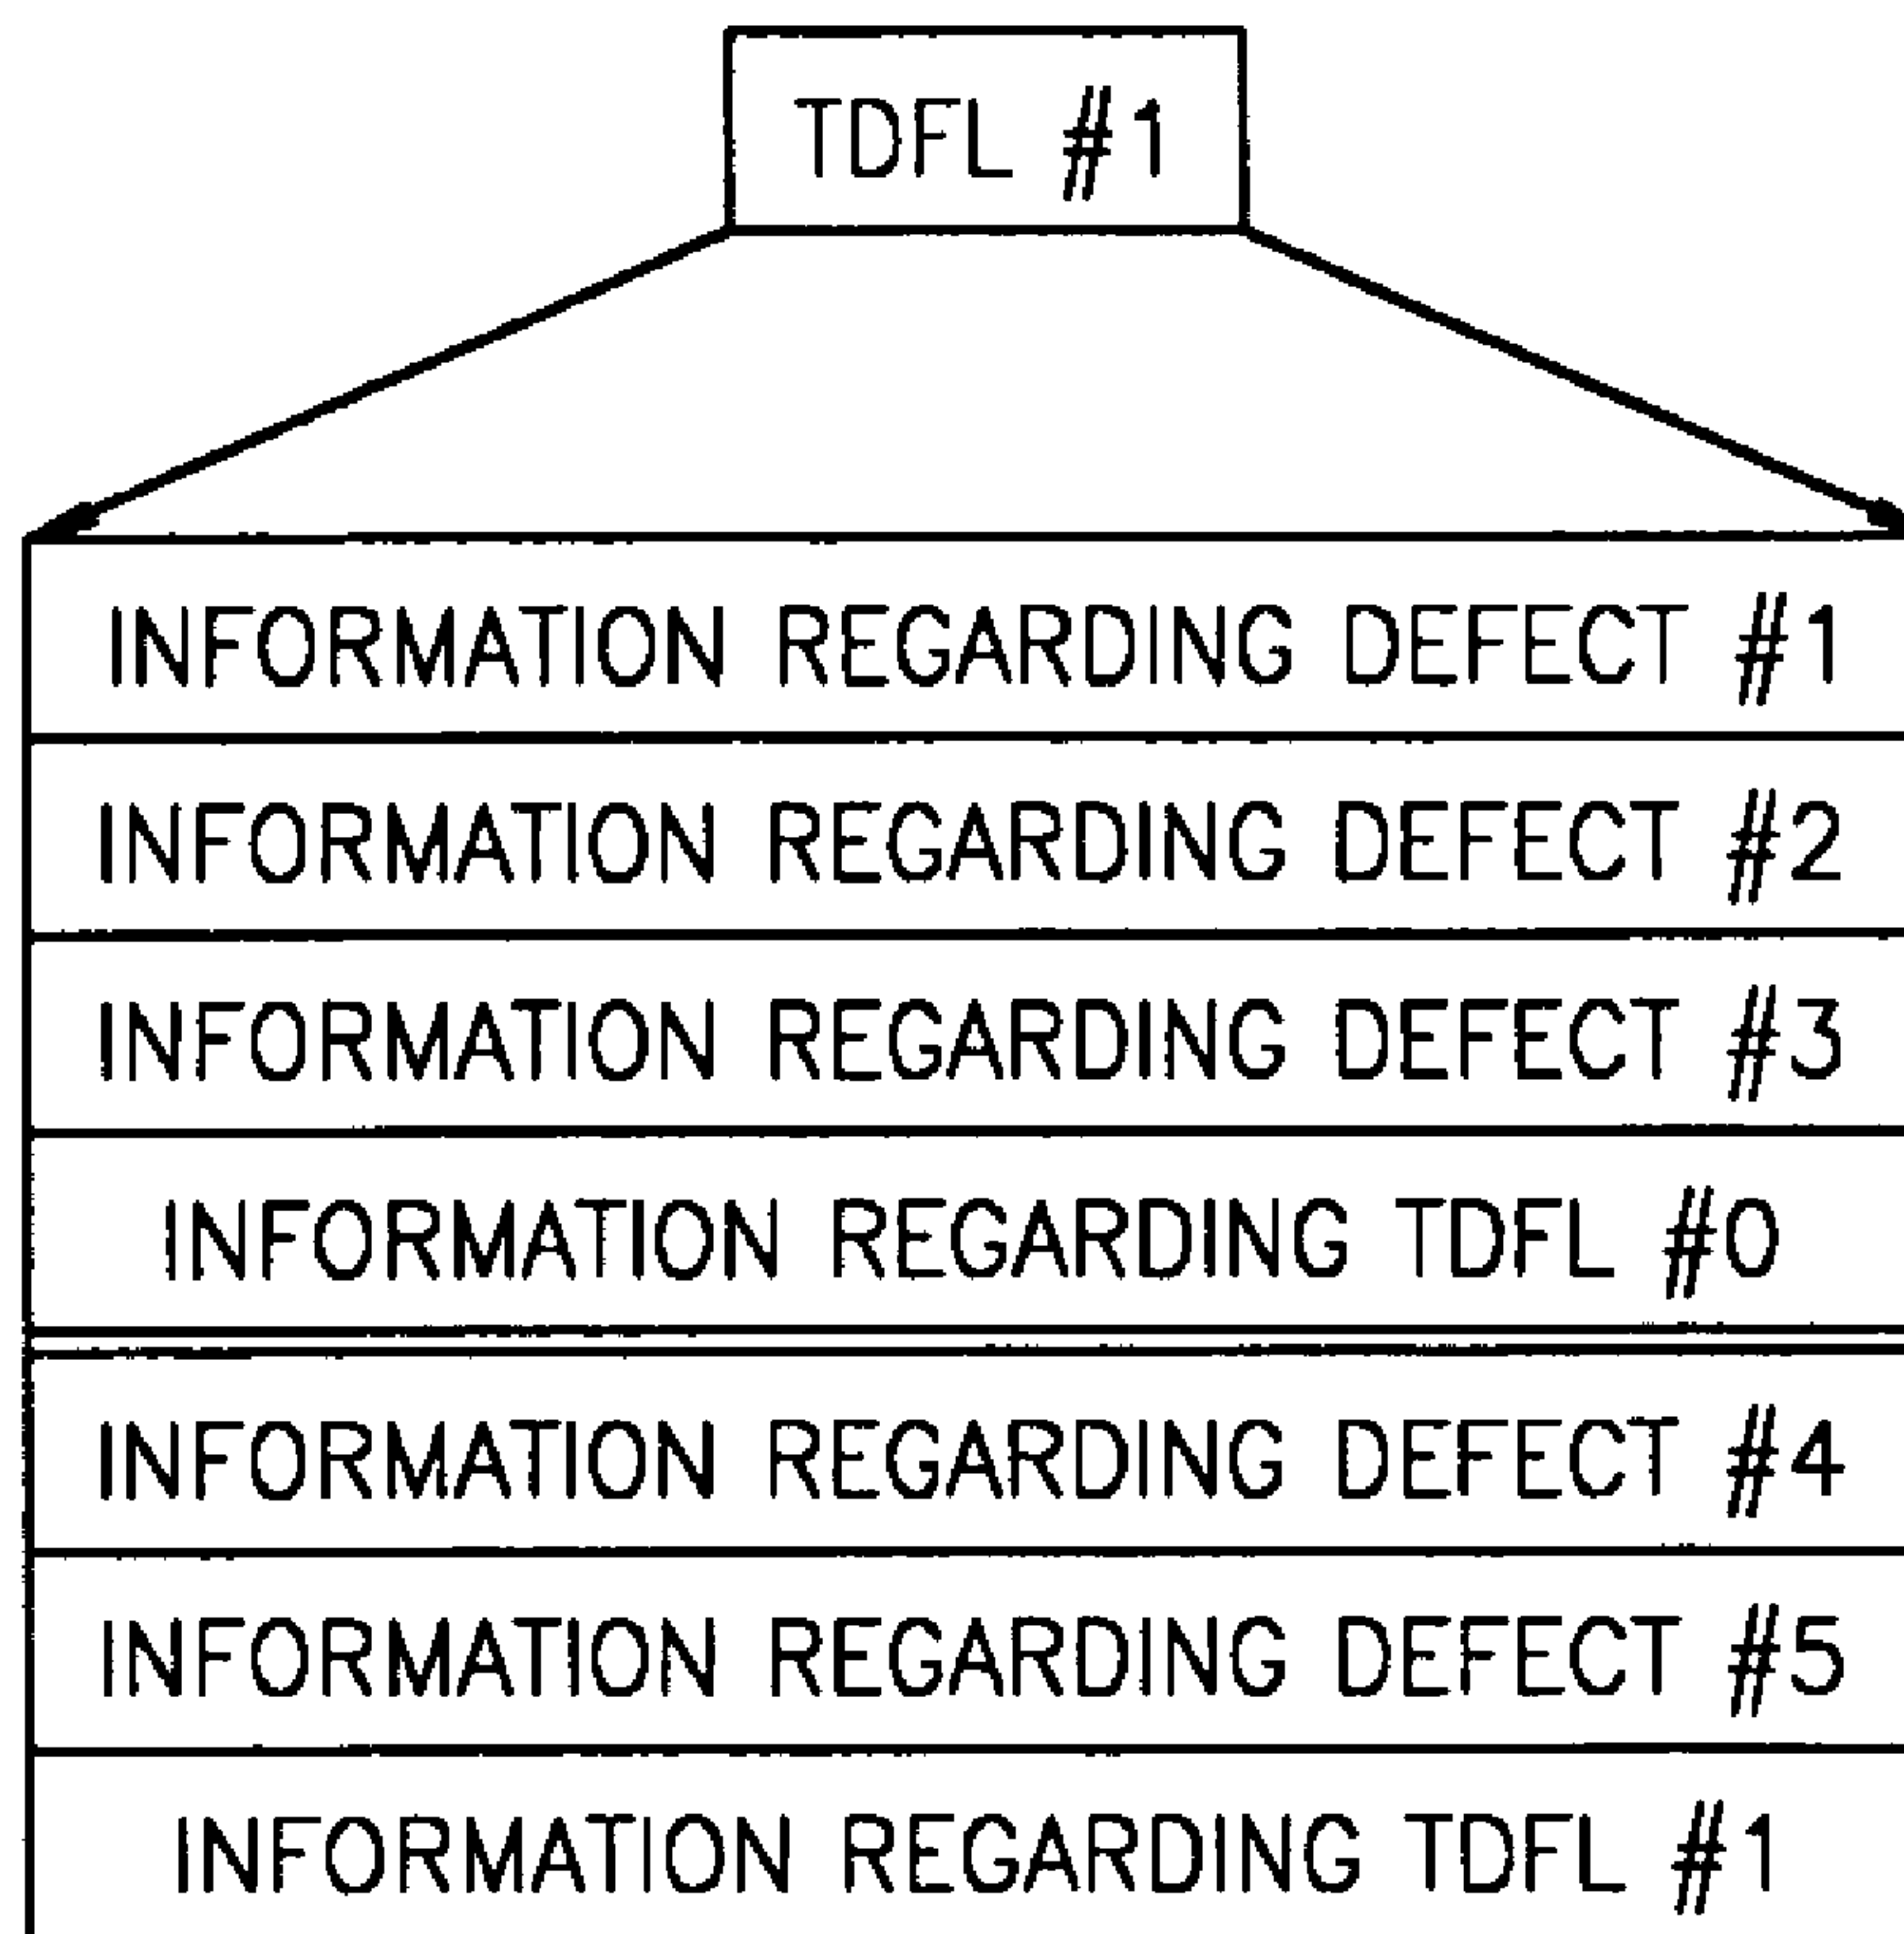 TDFL #1
INFORMATION REGARDING DEFECT #1
INFORMATION REGARDING DEFECT #2
INFORMATION REGARDING DEFECT #3
INFORMATION REGARDING TDFL #0
INFORMATION REGARDING DEFECT #4
INFORMATION REGARDING DEFECT #5
INFORMATION REGARDING TDFL #1